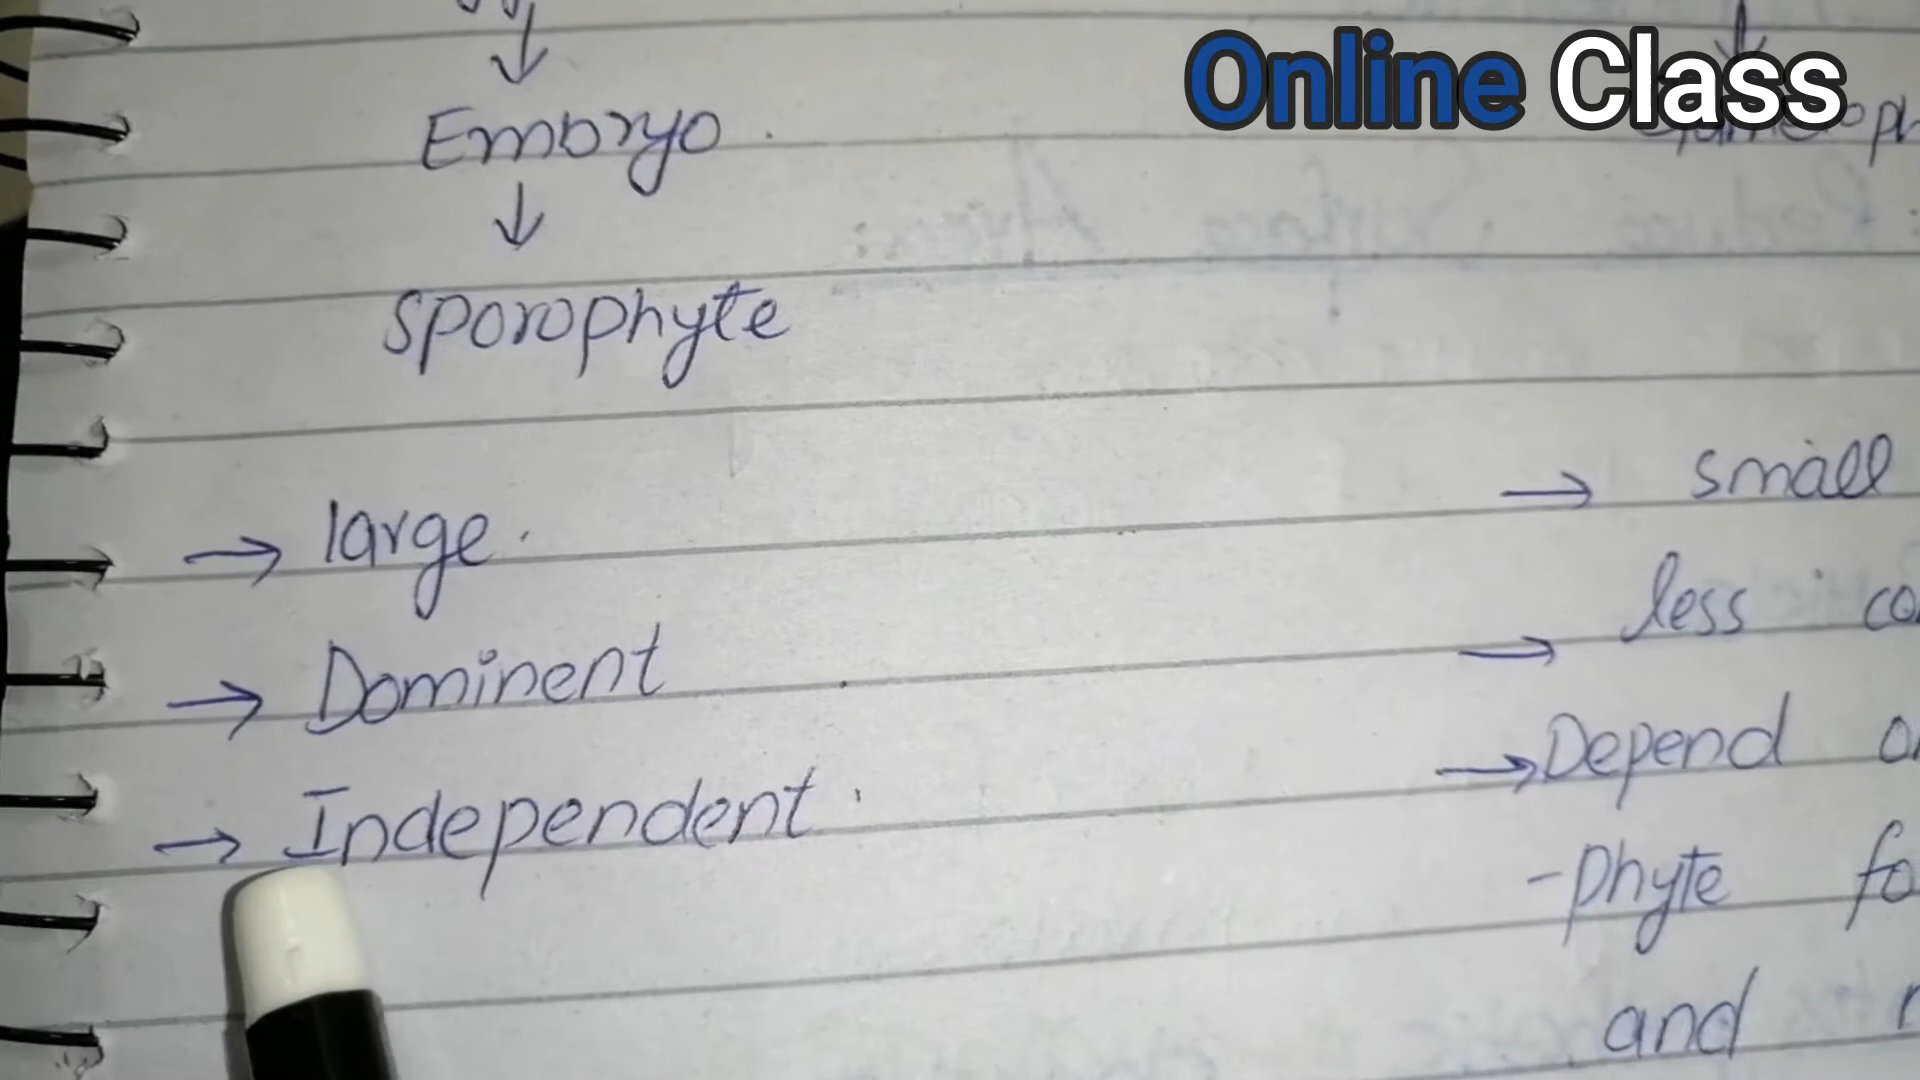 Online Class
Embryo.
Sporophyte
→ large.
→ Dominent
→ Independent.
→ small
→ less
→ Depend
-phyte
and